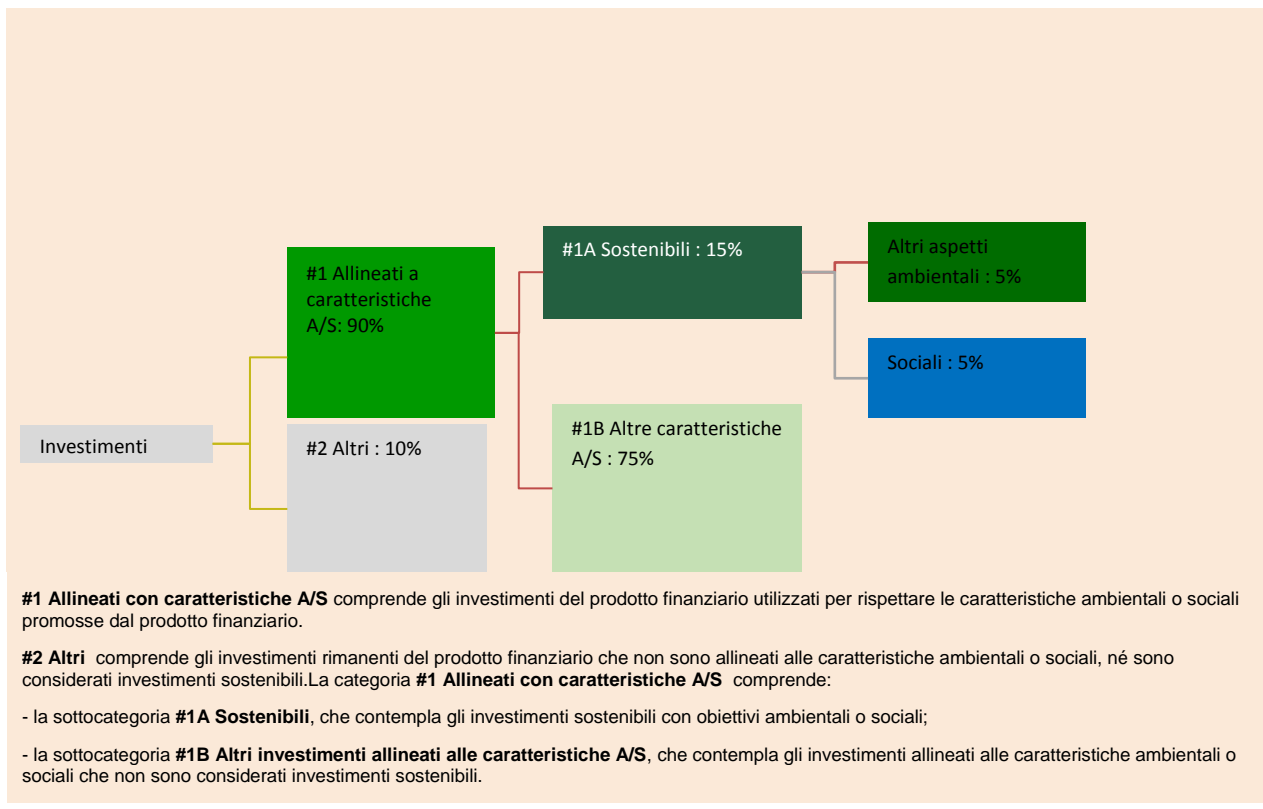 #1 Allineati a
caratteristiche
A/S: 90%
#1A Sostenibili : 15%
Altri aspetti
ambientali : 5%
Sociali : 5%
Investimenti
#2 Altri : 10%
#1B Altre caratteristiche
A/S : 75%
#1 Allineati con caratteristiche A/S comprende gli investimenti del prodotto finanziario utilizzati per rispettare le caratteristiche ambientali o sociali
promosse dal prodotto finanziario.
#2 Altri comprende gli investimenti rimanenti del prodotto finanziario che non sono allineati alle caratteristiche ambientali o sociali, né sono
considerati investimenti sostenibili.La categoria #1 Allineati con caratteristiche A/S comprende:
- la sottocategoria #1A Sostenibili, che contempla gli investimenti sostenibili con obiettivi ambientali o sociali;
- la sottocategoria #1B Altri investimenti allineati alle caratteristiche A/S, che contempla gli investimenti allineati alle caratteristiche ambientali o
sociali che non sono considerati investimenti sostenibili.